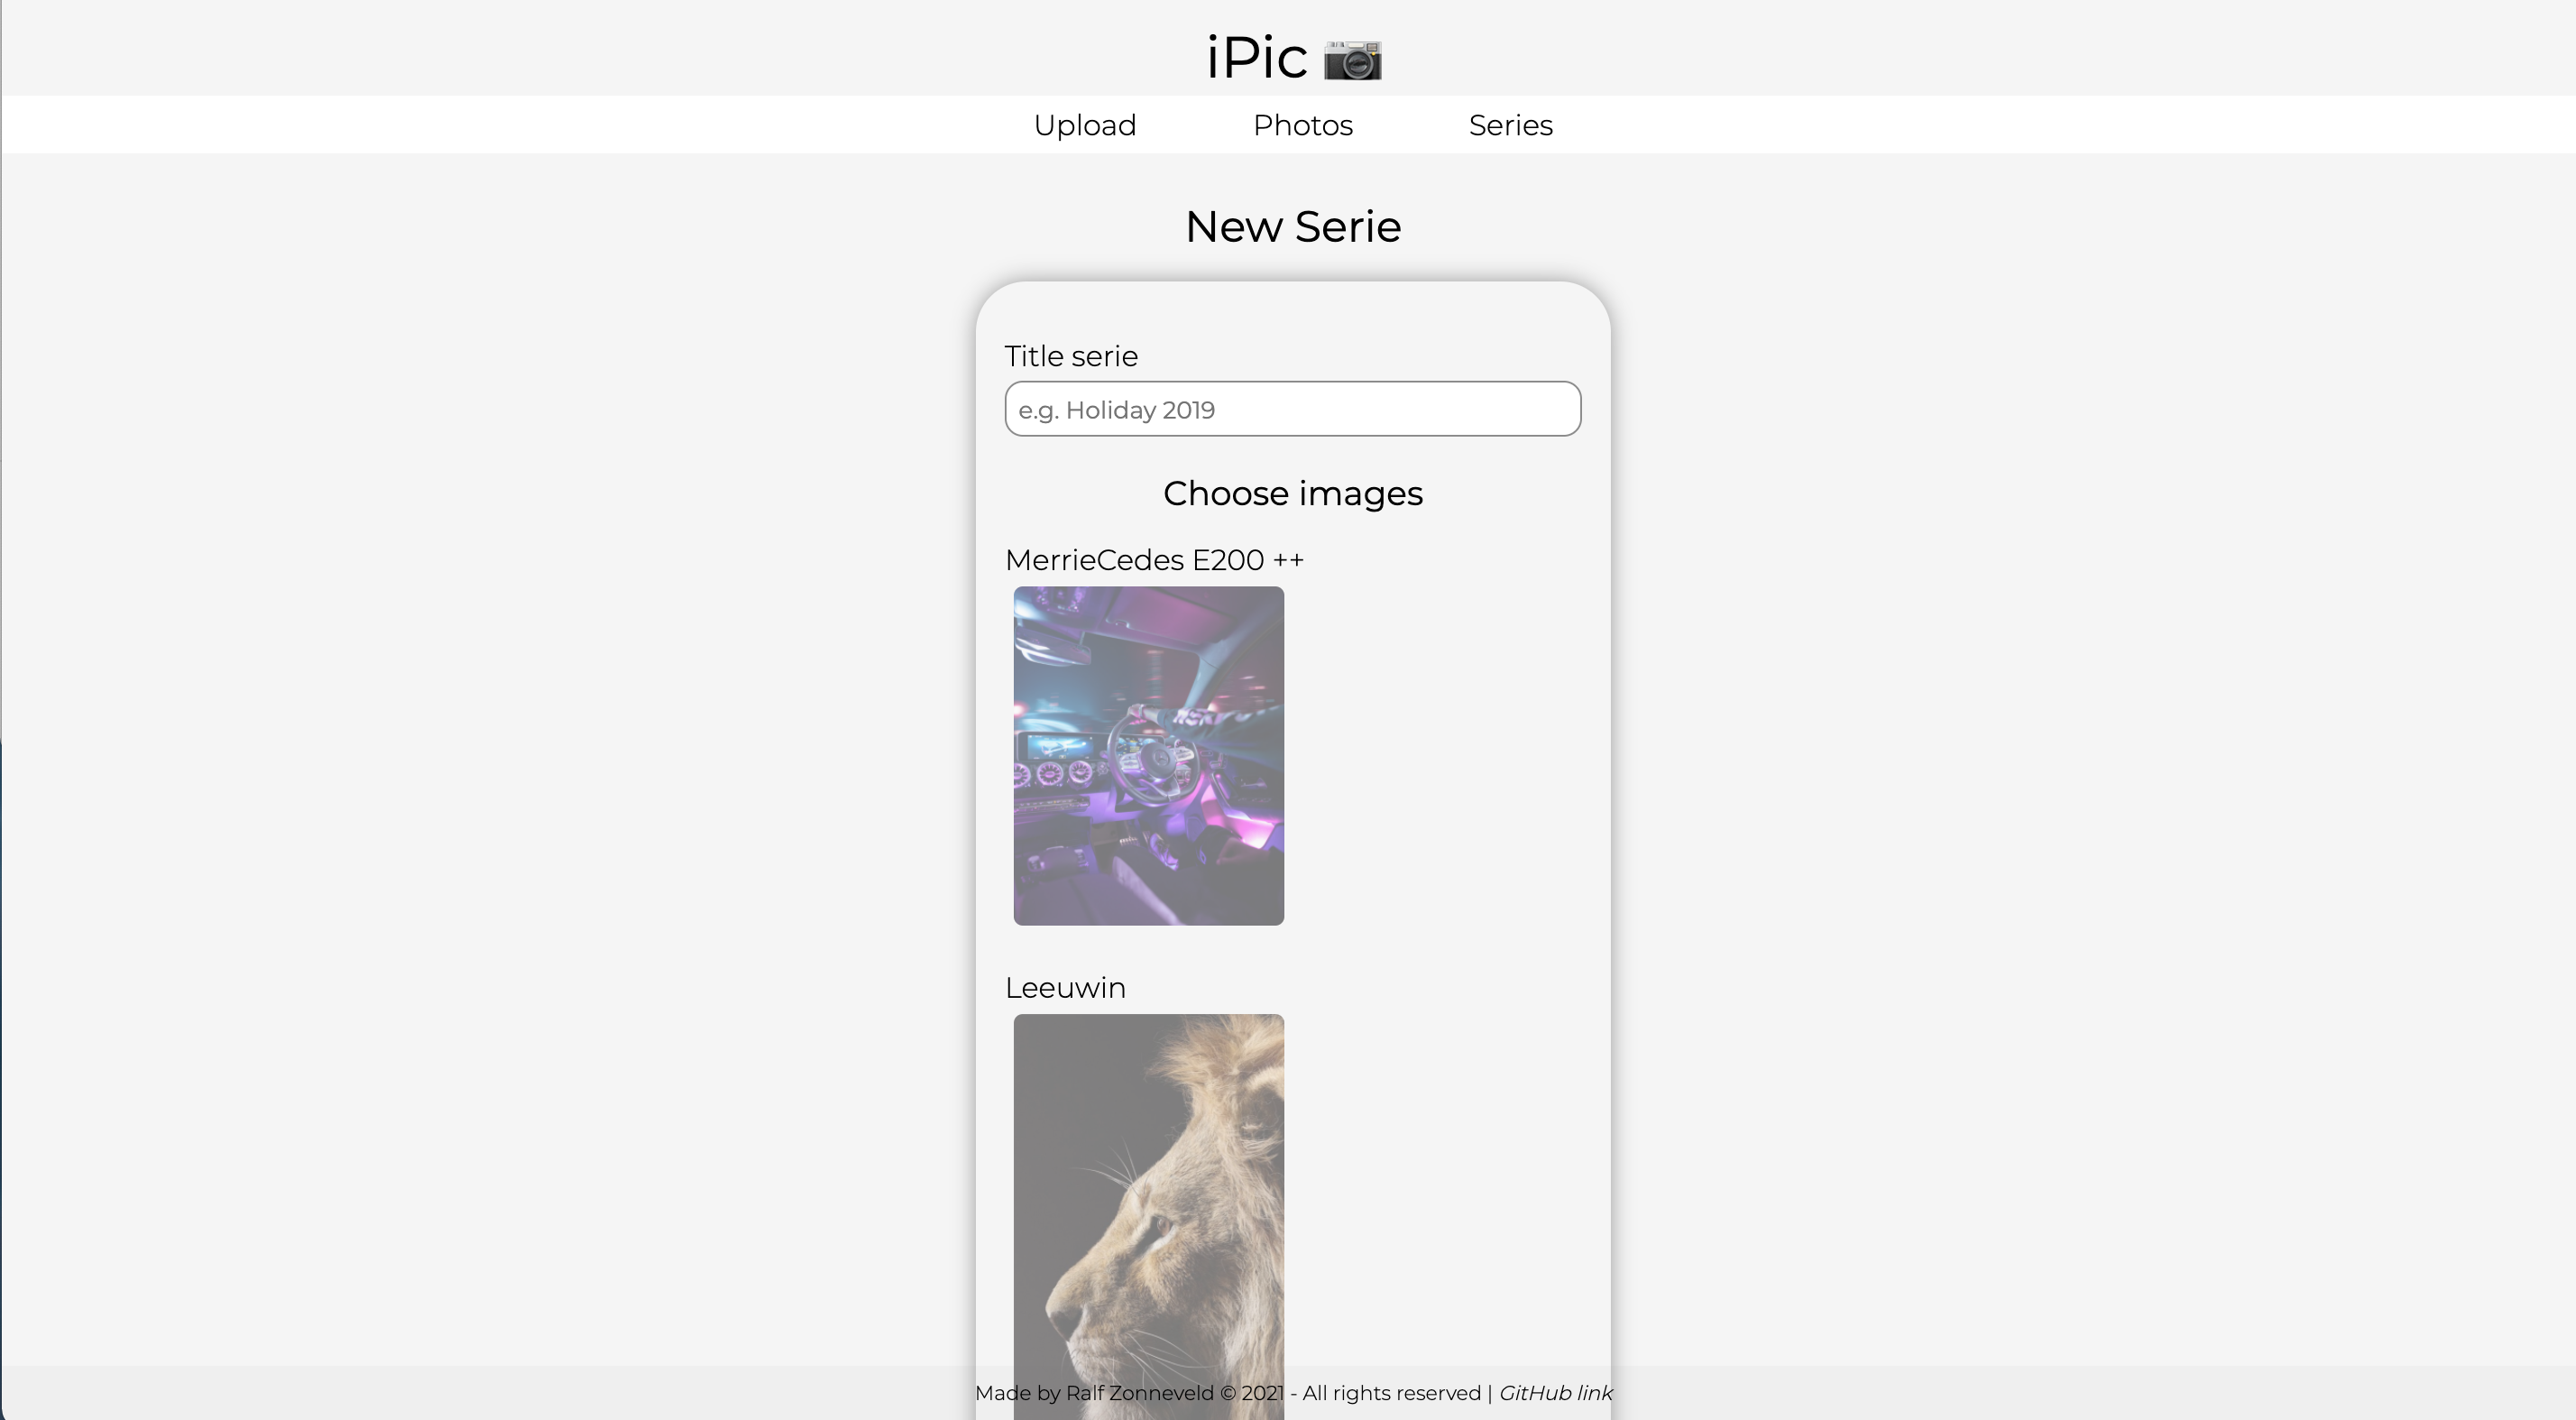 iPic
Upload Photos Series
New Serie
Title serie
e.g. Holiday 2019
Choose images
MerrieCedes E200 ++
Leeuwin
Made by Ralf Zonneveld © 2021 - All rights reserved | GitHub link